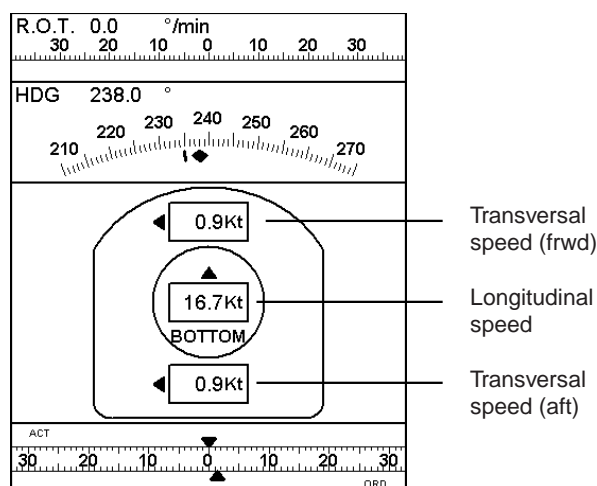 R.O.T. 0.0 °/min
30 20 10 0 10 20 30
HDG 238.0 °
210 220 230 240 250 260 270
0.9Kt
Transversal
speed (frwd)
16.7Kt
BOTTOM
Longitudinal
speed
0.9Kt
Transversal
speed (aft)
ACT
30 20 10 0 10 20 30
ORD